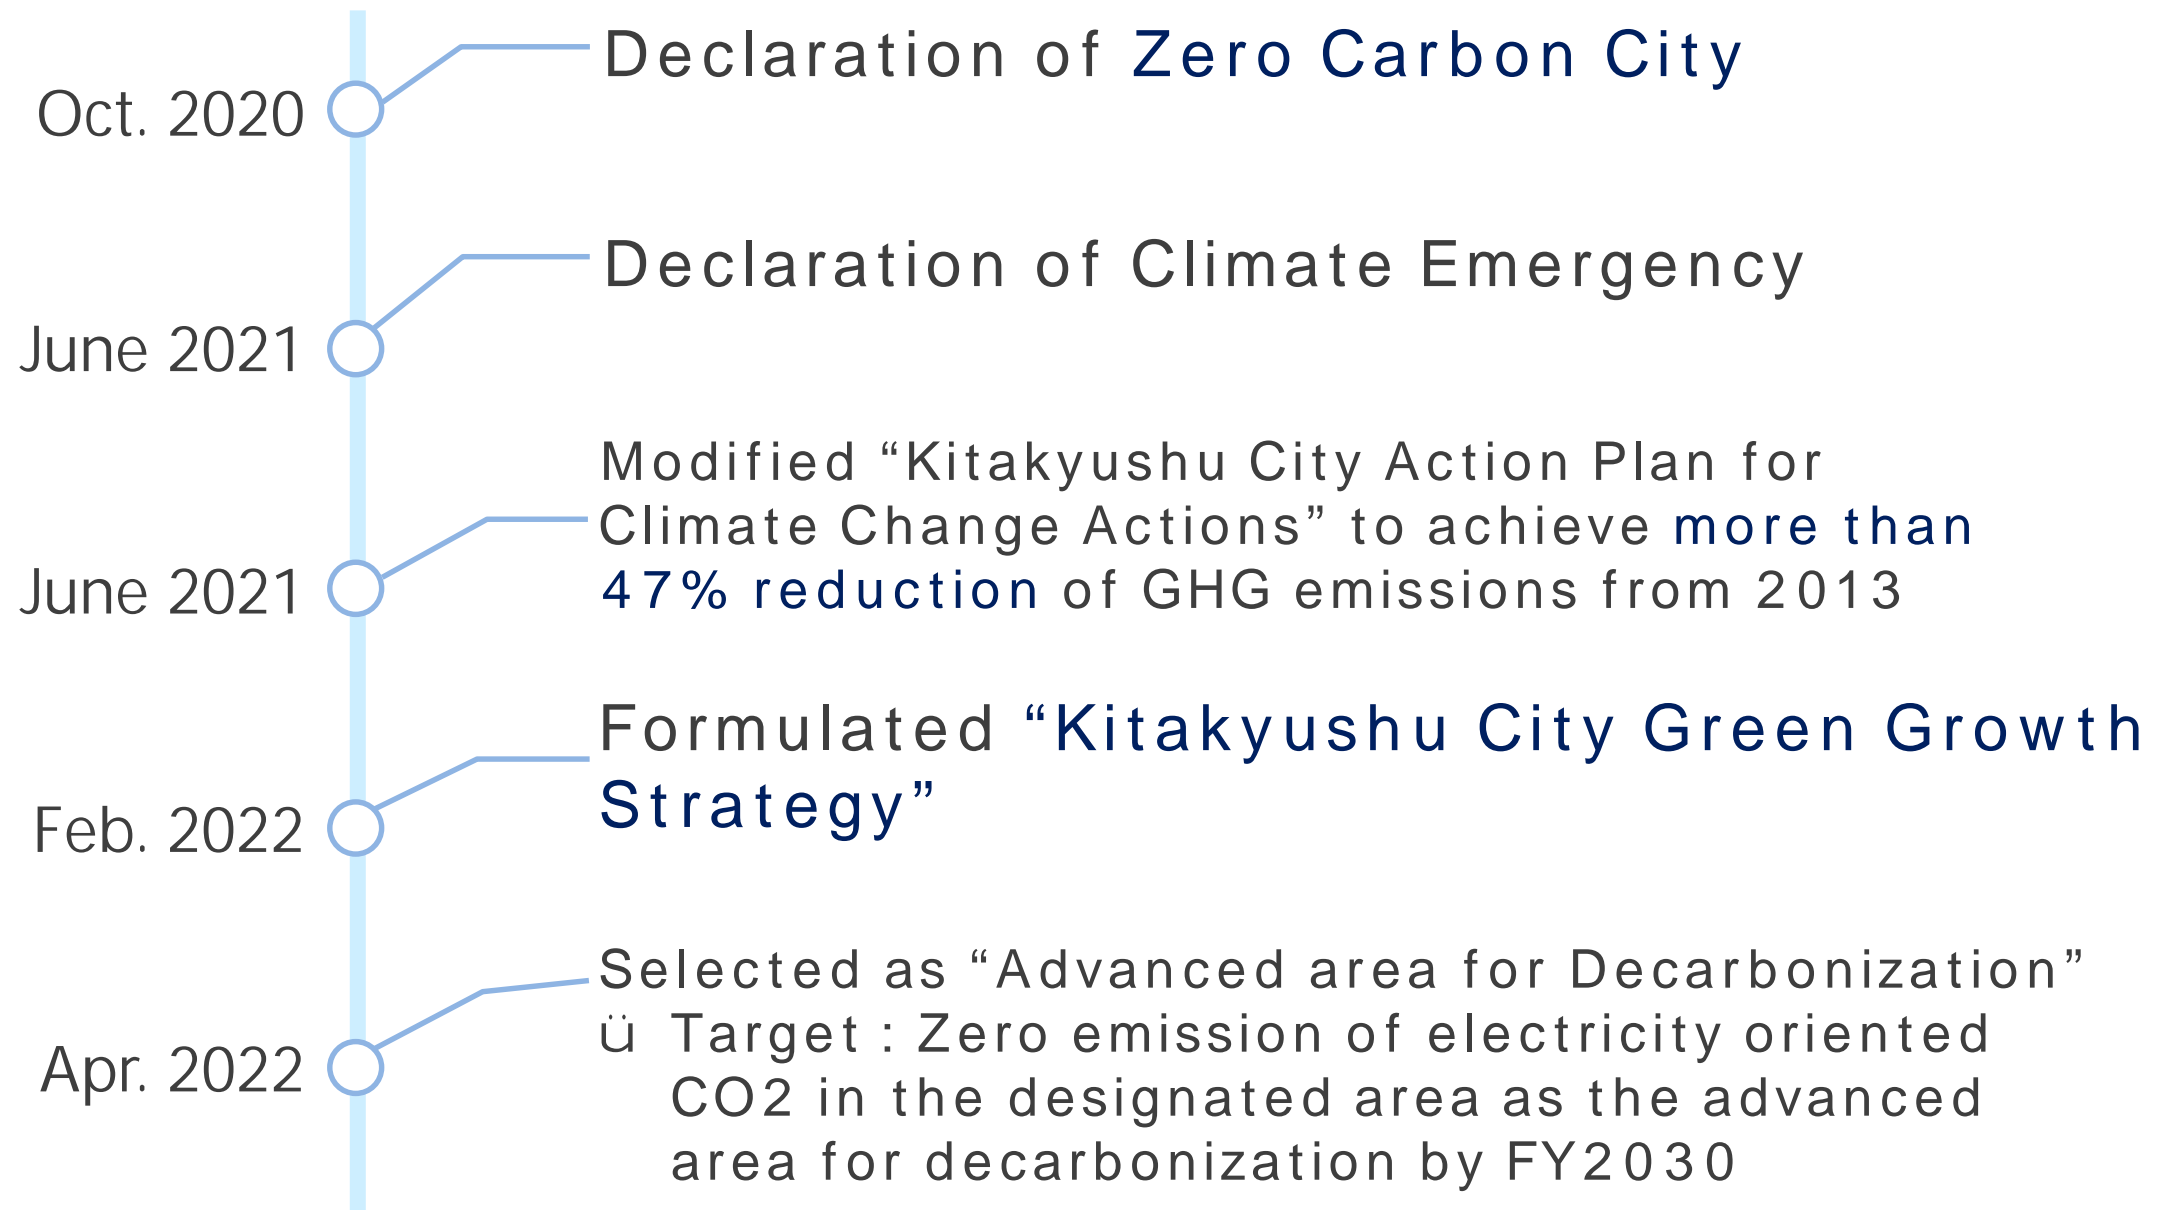 Oct. 2020
Declaration of Zero Carbon City
June 2021
Declaration of Climate Emergency
June 2021
Modified “Kitakyushu City Action Plan for
Climate Change Actions” to achieve more than
47% reduction of GHG emissions from 2013
Feb. 2022
Formulated “Kitakyushu City Green Growth
Strategy”
Apr. 2022
Selected as “Advanced area for Decarbonization”
ü Target : Zero emission of electricity oriented
CO2 in the designated area as the advanced
area for decarbonization by FY2030